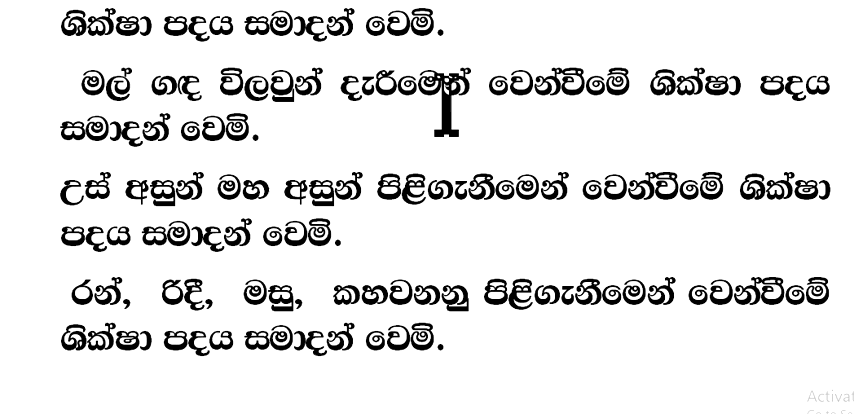 ශික්ෂා පදය සමාදන් වෙමි.
මල් ගඳ විලවුන් දැරීමෙන් වෙන්වීමේ ශික්ෂා පදය
සමාදන් වෙමි.
උස් අසුන් මහ අසුන් පිළිගැනීමෙන් වෙන්වීමේ ශික්ෂා
පදය සමාදන් වෙමි.
රන්, රිදී, මසු, කහවනනු පිළිගැනීමෙන් වෙන්වීමේ
ශික්ෂා පදය සමාදන් වෙමි.
Activat